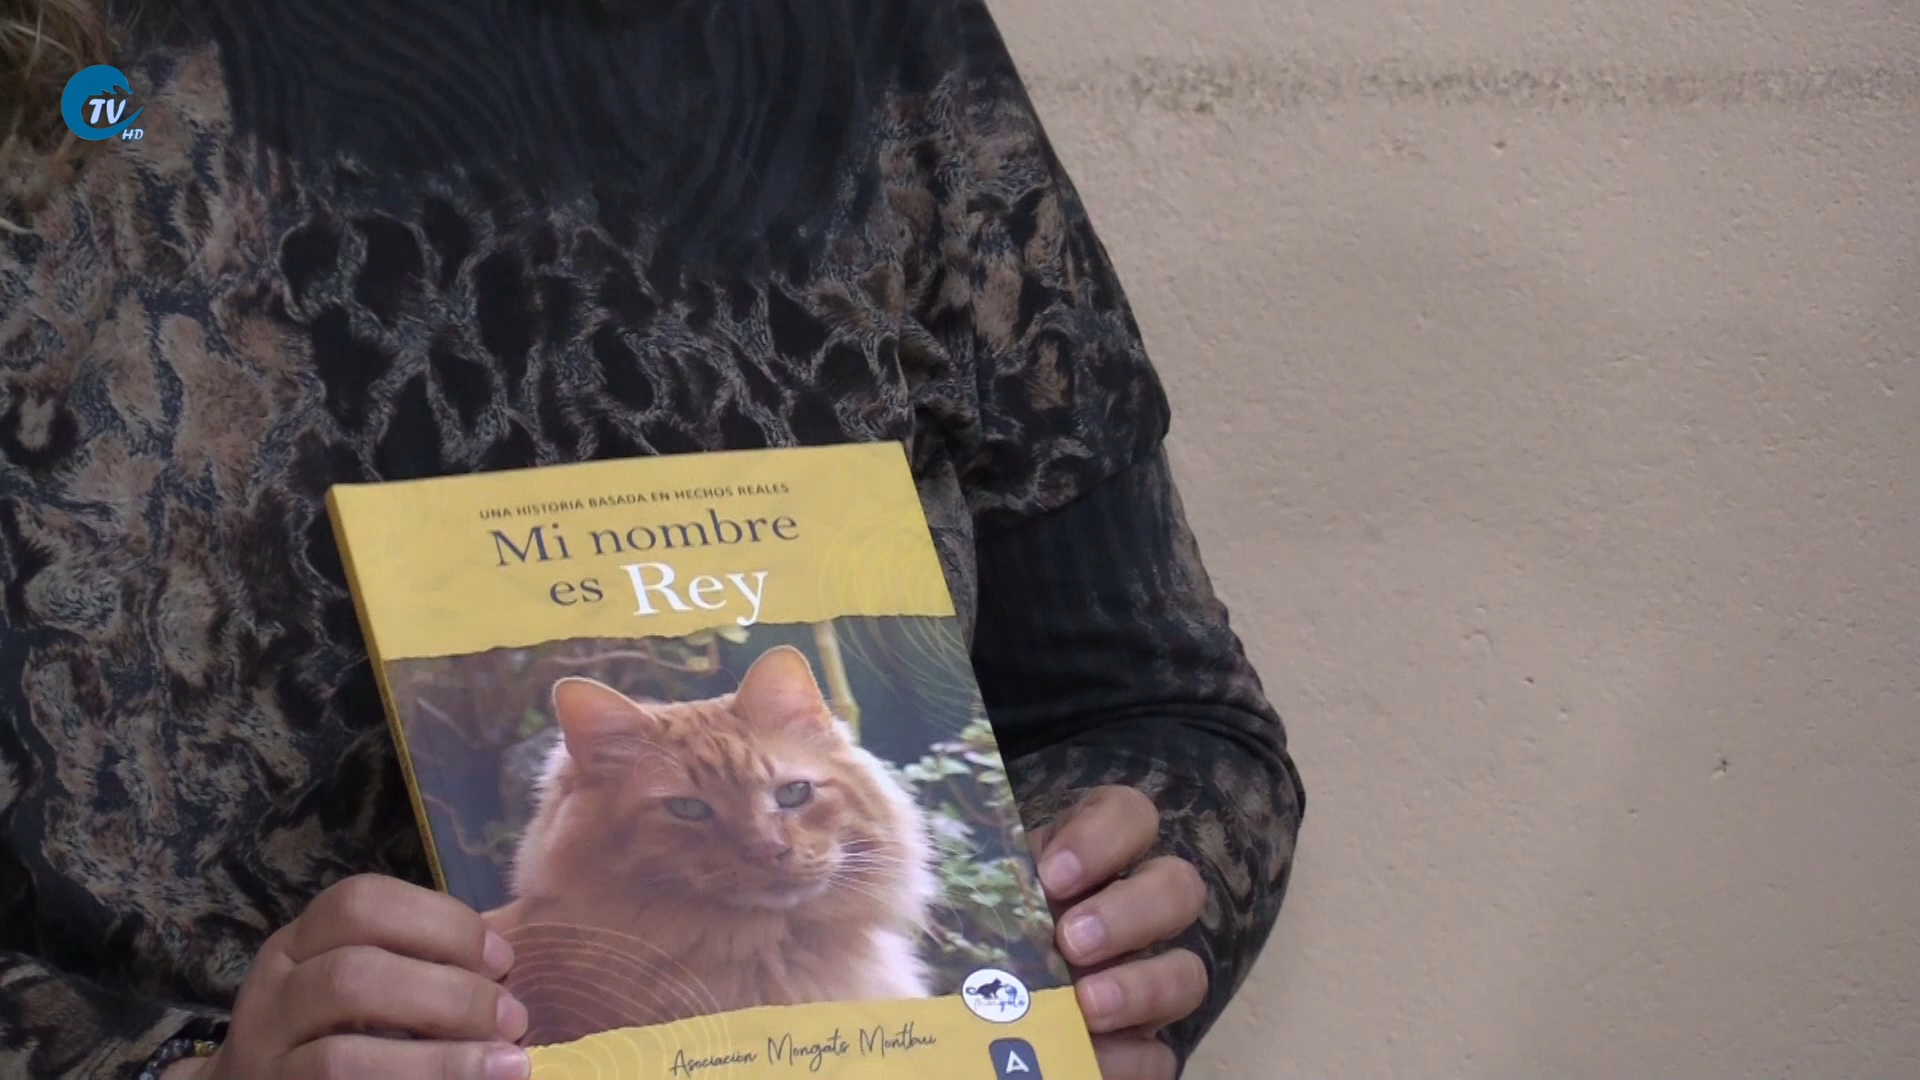 TV
HD
UNA HISTORIA BASADA EN HECHOS REALES
Mi nombre
es Rey
Asociación Mongats Montbui
A